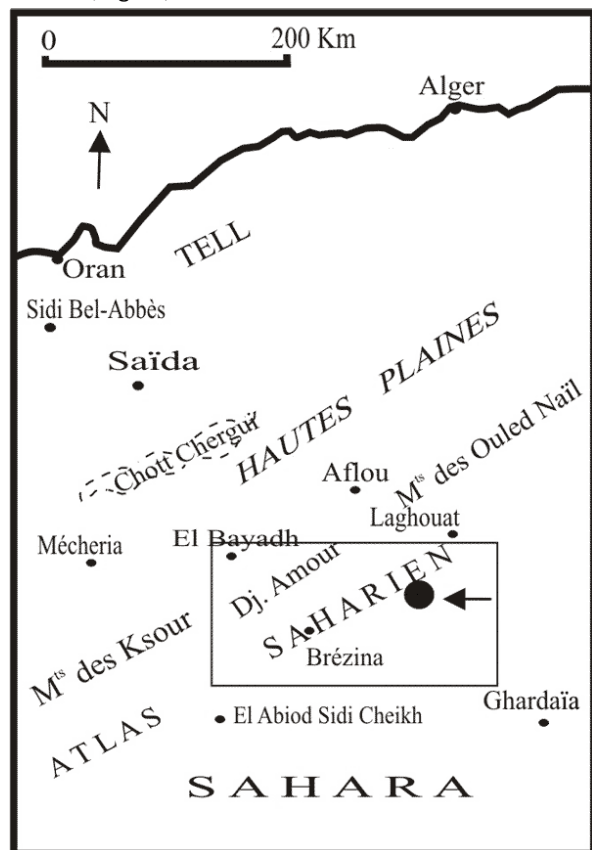 0 200 Km
N
Alger
TELL
Oran
Sidi Bel-Abbès
Saïda
HAUTES PLAINES
Chott Cherguï
Mts des Ouled Naïl
Aflou
Laghouat
El Bayadh
Mécheria
Dj. Amour
SAHARIEN
Mts des Ksour
Brézina
Ghardaïa
El Abiod Sidi Cheikh
ATLAS
SAHARA